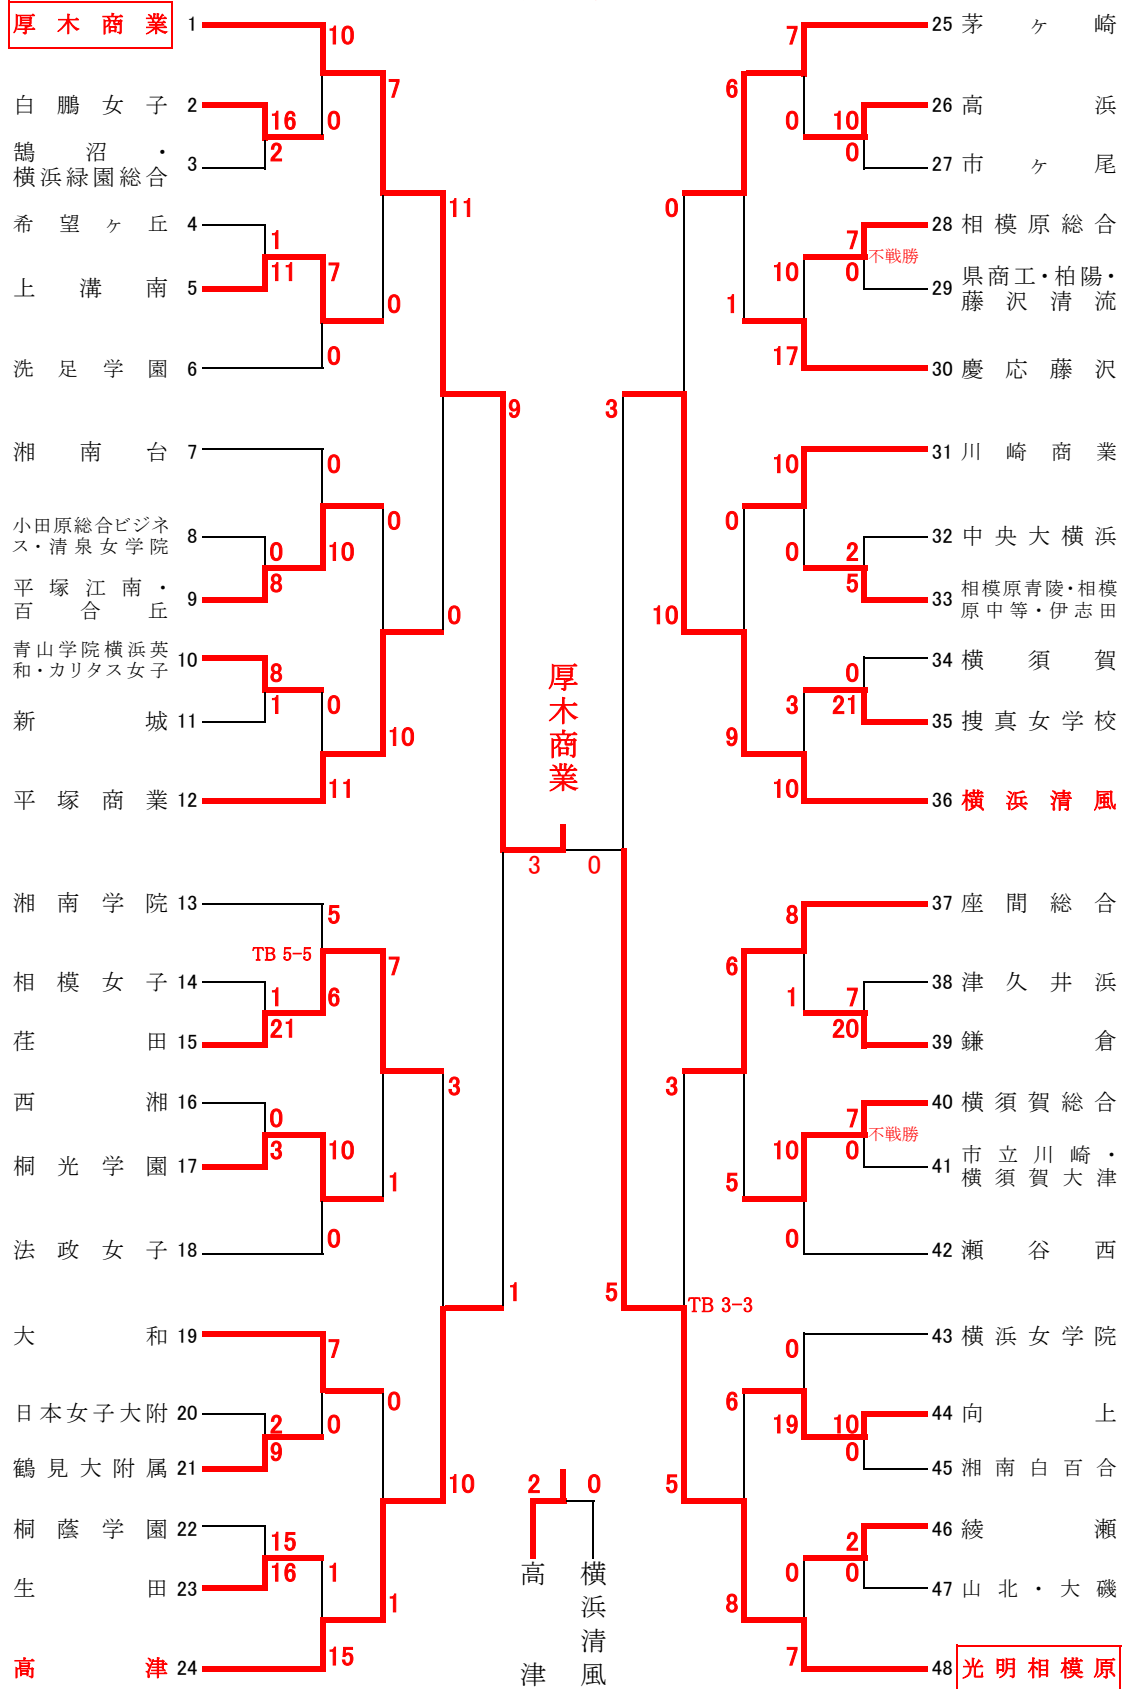 厚木商業 1
白鵬女子 2
鵠沼・
横浜緑園総合 3
希望ヶ丘 4
上溝南 5
洗足学園 6
湘南台 7
小田原総合ビジネ
ス・清泉女学院 8
平塚江南・
百合丘 9
青山学院横浜英
和・カリタス女子 10
新城 11
平塚商業 12
湘南学院 13
相模女子 14
荏田 15
西湘 16
桐光学園 17
法政女子 18
大和 19
日本女子大附 20
鶴見大附属 21
桐蔭学園 22
生田 23
高津 24
10
7
16
0
2
11
1
11
7
0
0
9
0
0
0
10
8
0
8
1
0
10
11
5
TB 5-5
7
1
6
21
3
0
3
10
1
0
1
7
0
2
0
9
10
15
16
1
1
15
厚木商業
3 0
2 0
高津
横浜清風
7
6
0
10
0
0
7
不戦勝
10
0
1
17
3
10
0
0
2
5
10
0
3
21
9
10
8
6
1
7
20
3
7
不戦勝
10
0
5
0
5
TB 3-3
0
6
19
10
0
5
2
0
0
8
7
25 茅ヶ崎
26 高浜
27 市ヶ尾
28 相模原総合
29 県商工・柏陽・
藤沢清流
30 慶応藤沢
31 川崎商業
32 中央大横浜
33 相模原青陵・相模
原中等・伊志田
34 横須賀
35 捜真女学校
36 横浜清風
37 座間総合
38 津久井浜
39 鎌倉
40 横須賀総合
41 市立川崎・
横須賀大津
42 瀬谷西
43 横浜女学院
44 向上
45 湘南白百合
46 綾瀬
47 山北・大磯
48 光明相模原